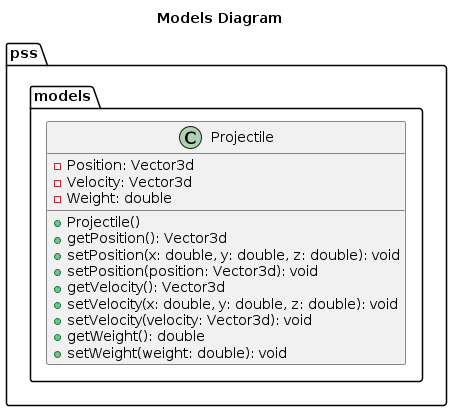 Models Diagram
pss
models
C Projectile
Position: Vector3d
Velocity: Vector3d
Weight: double
Projectile()
getPosition(): Vector3d
setPosition(x: double, y: double, z: double): void
setPosition(position: Vector3d): void
getVelocity(): Vector3d
setVelocity(x: double, y: double, z: double): void
setVelocity(velocity: Vector3d): void
getWeight(): double
setWeight(weight: double): void